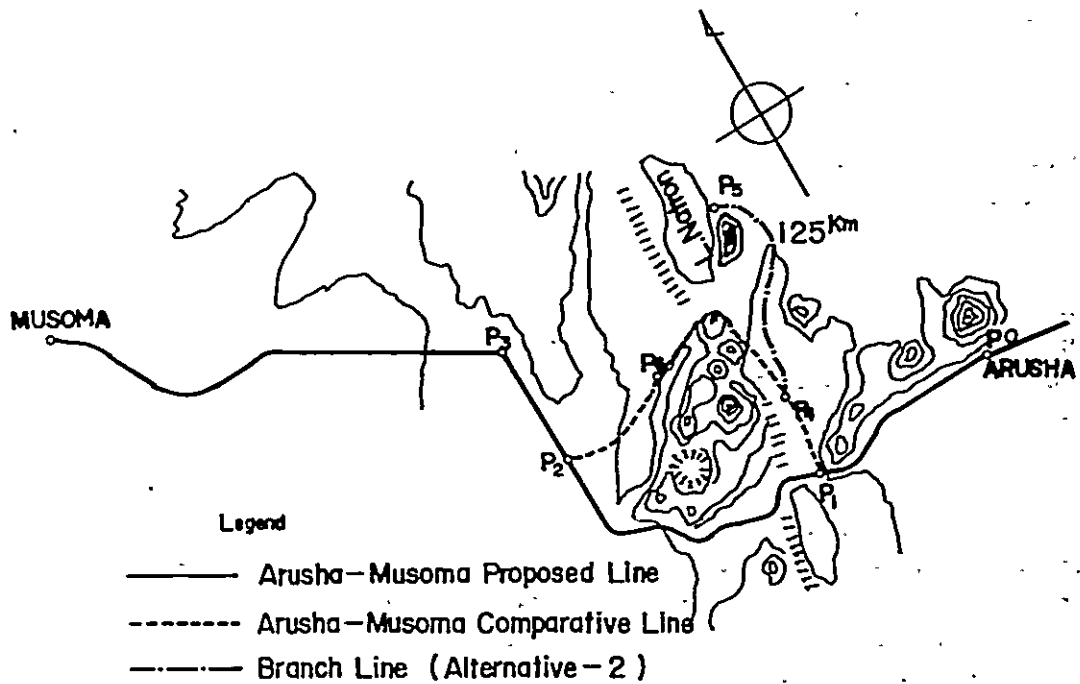 P5
L. Natron
125Km
MUSOMA
P3
P0
ARUSHA
P4
P2
P1
Legend
Arusha-Musoma Proposed Line
Arusha-Musoma Comparative Line
Branch Line (Alternative-2)